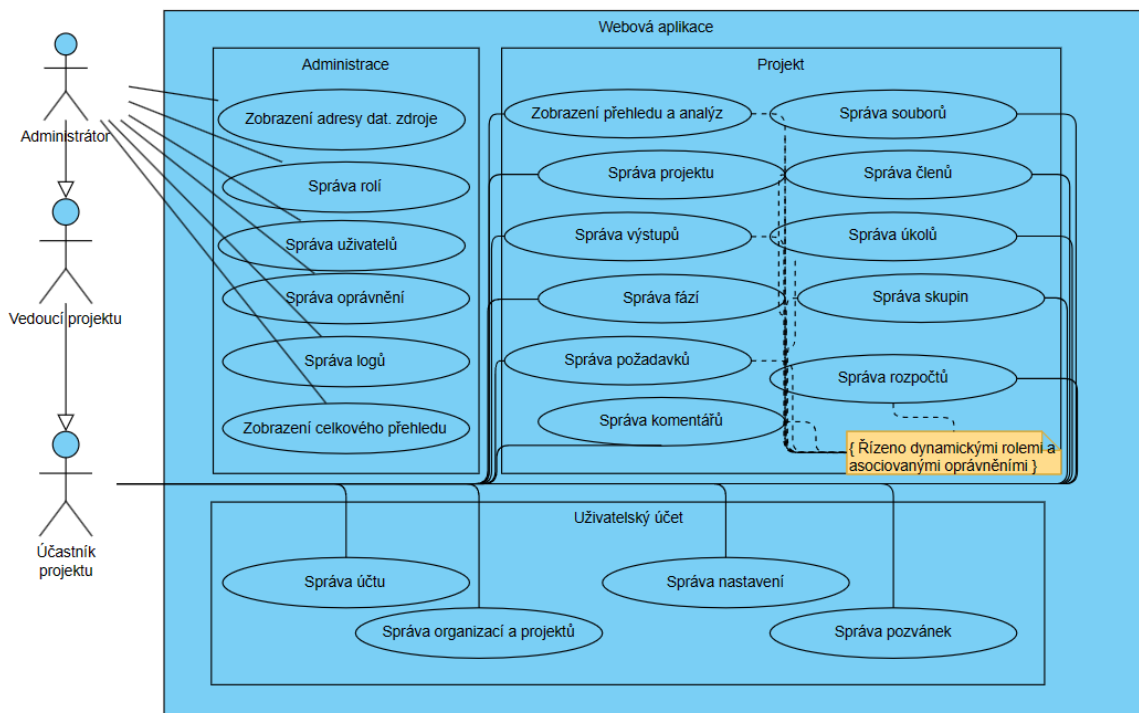 Webová aplikace
Administrátor
Vedoucí projektu
Účastník
projektu
Administrace
Zobrazení adresy dat. zdroje
Správa rolí
Správa uživatelů
Správa oprávnění
Správa logů
Zobrazení celkového přehledu
Projekt
Zobrazení přehledu a analýz
Správa souborů
Správa projektu
Správa členů
Správa výstupů
Správa úkolů
Správa fází
Správa skupin
Správa požadavků
Správa rozpočtů
Správa komentářů
{ Řízeno dynamickými rolemi a
asociovanými oprávněními }
Uživatelský účet
Správa účtu
Správa nastavení
Správa organizací a projektů
Správa pozvánek